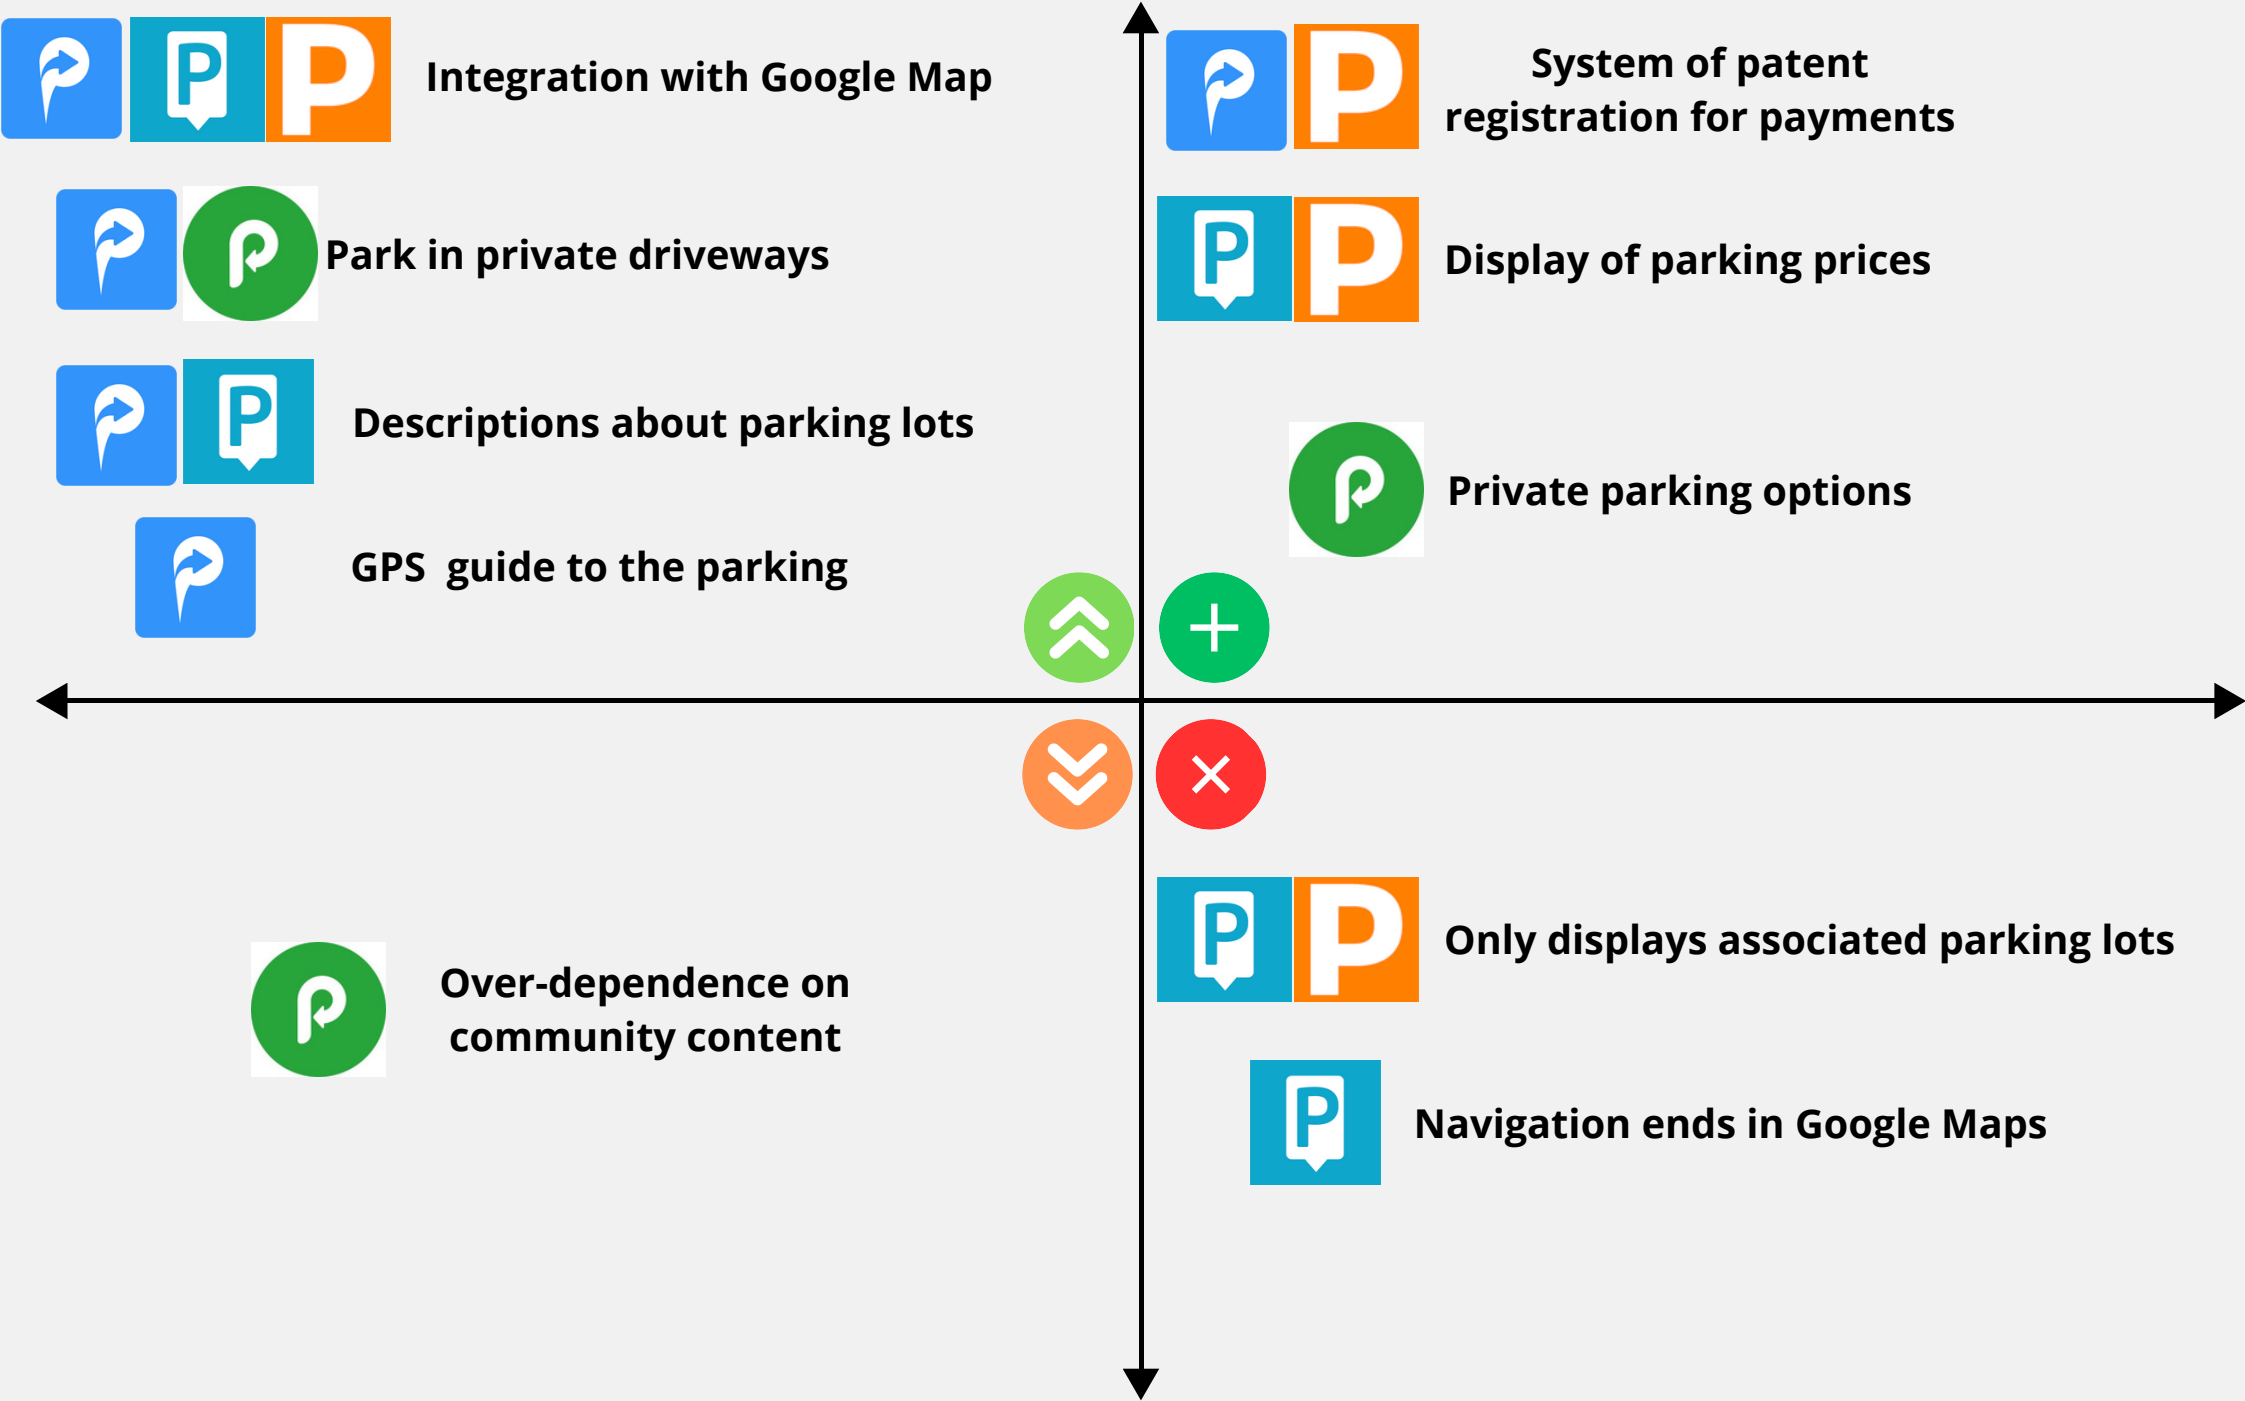 Integration with Google Map
Park in private driveways
Descriptions about parking lots
GPS guide to the parking
System of patent
registration for payments
Display of parking prices
Private parking options
Over-dependence on
community content
Only displays associated parking lots
Navigation ends in Google Maps